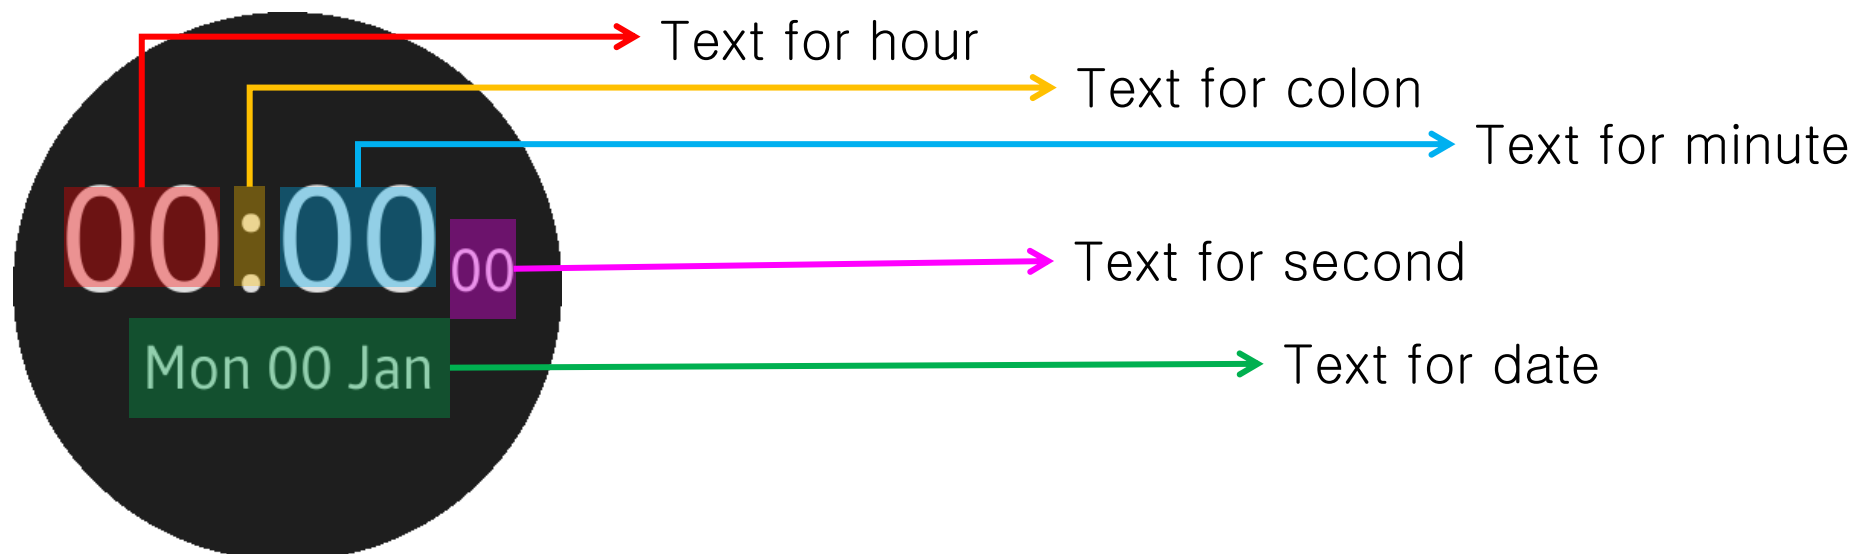 Text for hour
Text for colon
Text for minute
00:00
00
Text for second
Mon 00 Jan
Text for date